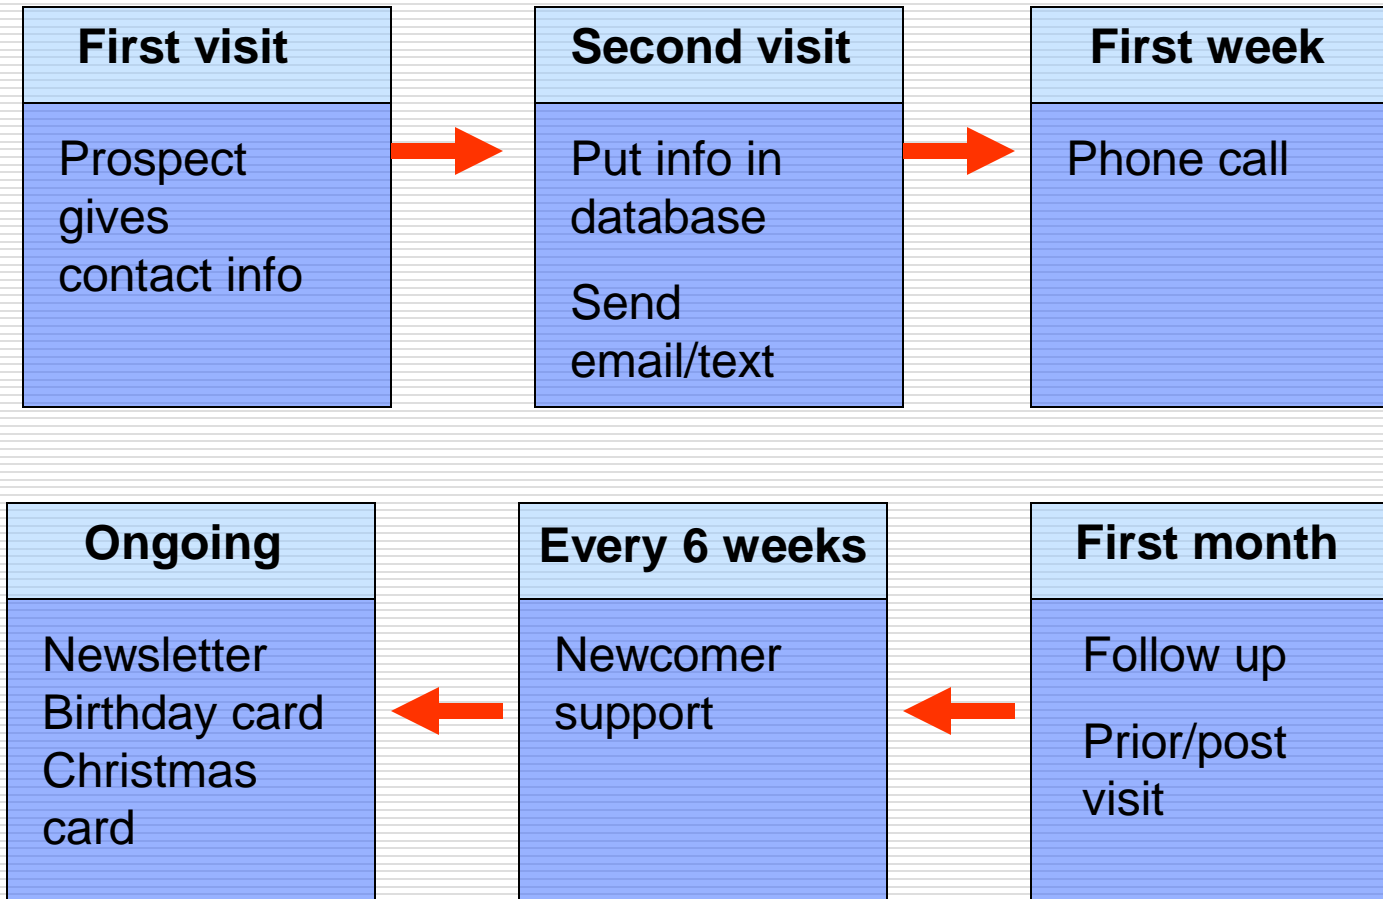 First visit
Prospect
gives
contact info
Second visit
Put info in
database
Send
email/text
First week
Phone call
First month
Follow up
Prior/post
visit
Every 6 weeks
Newcomer
support
Ongoing
Newsletter
Birthday card
Christmas
card